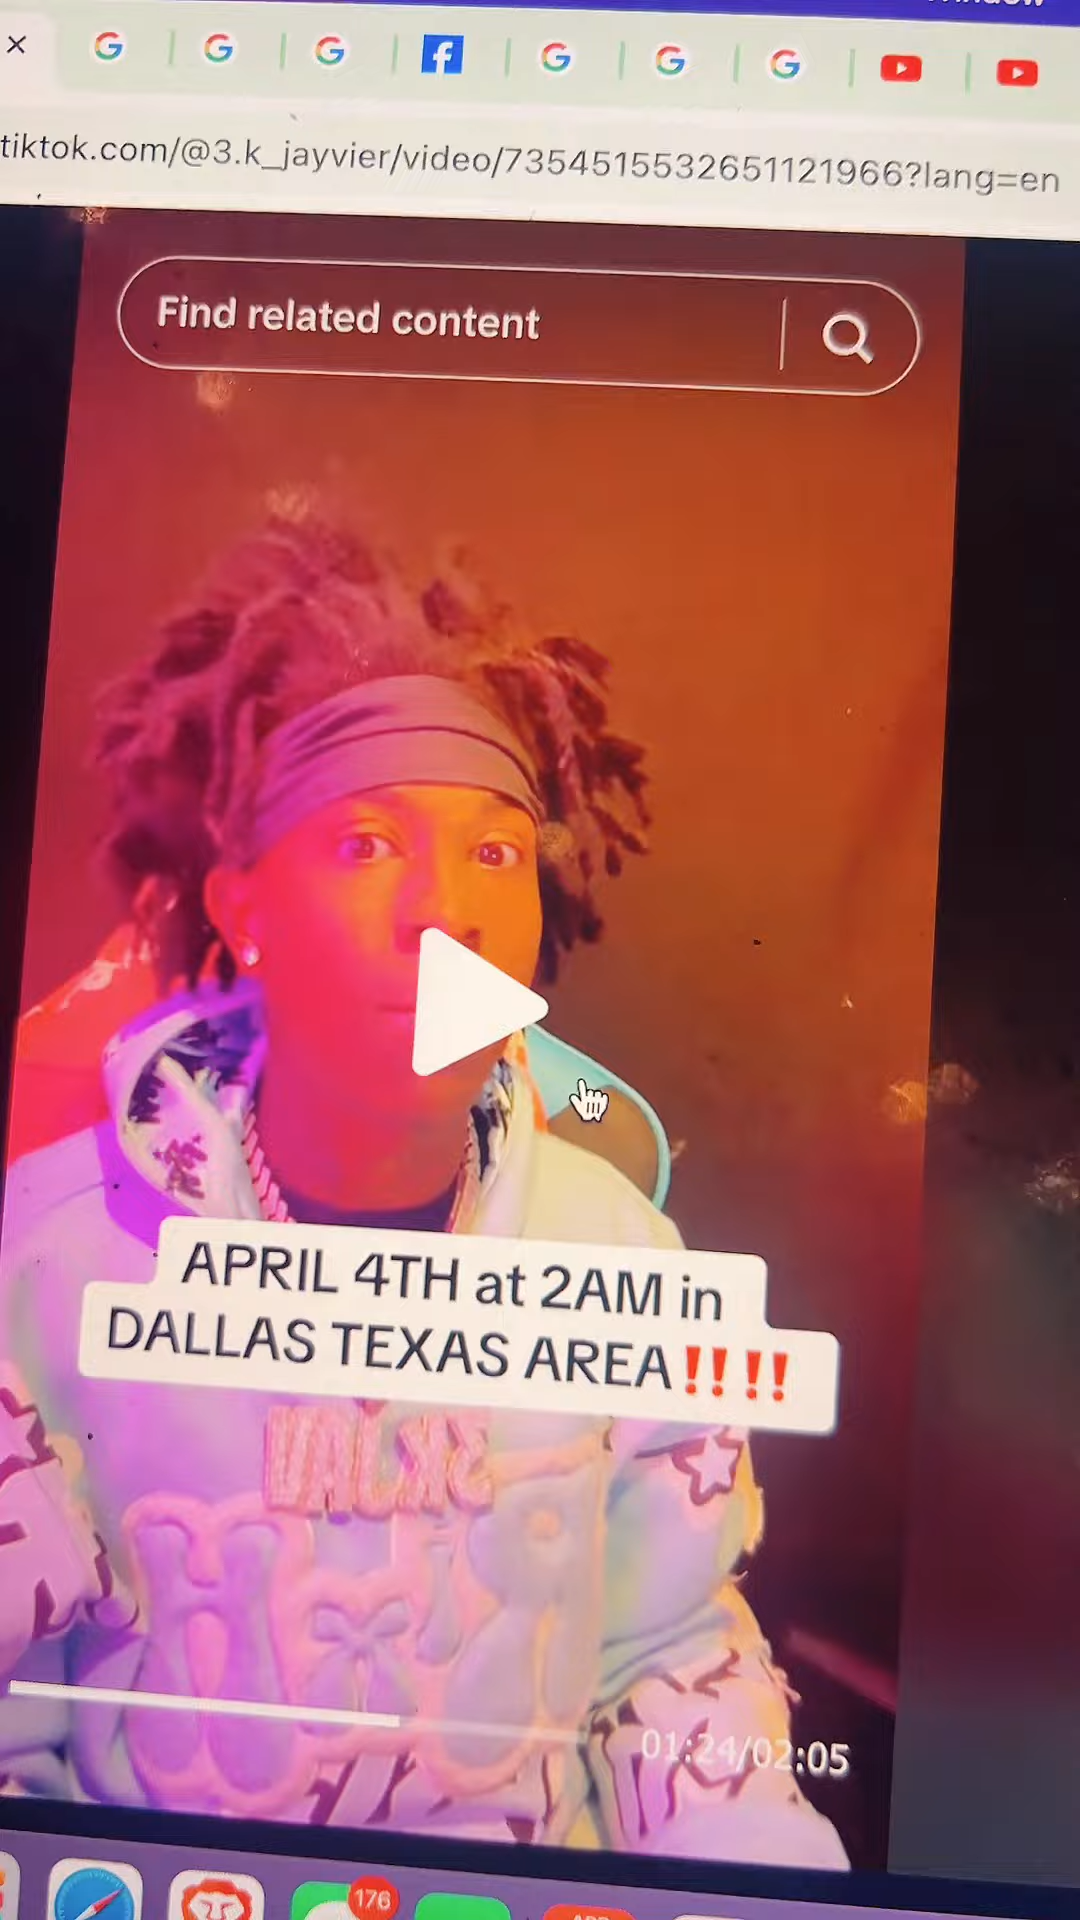 tiktok.com/@3.k_jayvier/video/7354515532651121966?lang=en
Find related content
APRIL 4TH at 2AM in
DALLAS TEXAS AREA‼️‼️
01:24/02:05
176